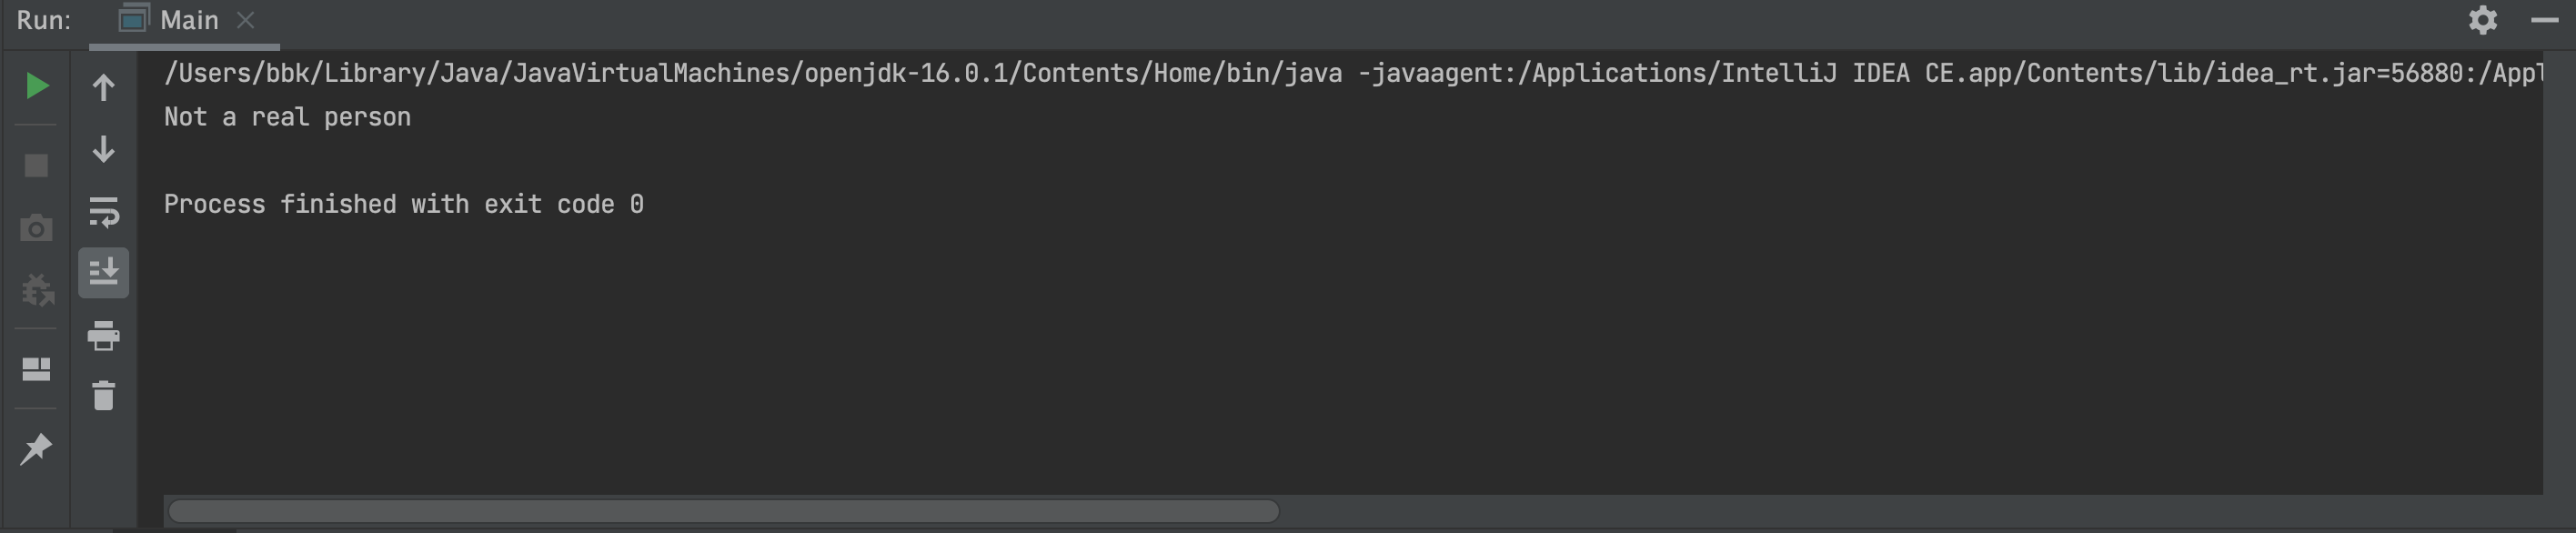 Run: Main
/Users/bbk/Library/Java/JavaVirtualMachines/openjdk-16.0.1/Contents/Home/bin/java -javaagent:/Applications/IntelliJ IDEA CE.app/Contents/lib/idea_rt.jar=56880:/Appl
Not a real person
Process finished with exit code 0